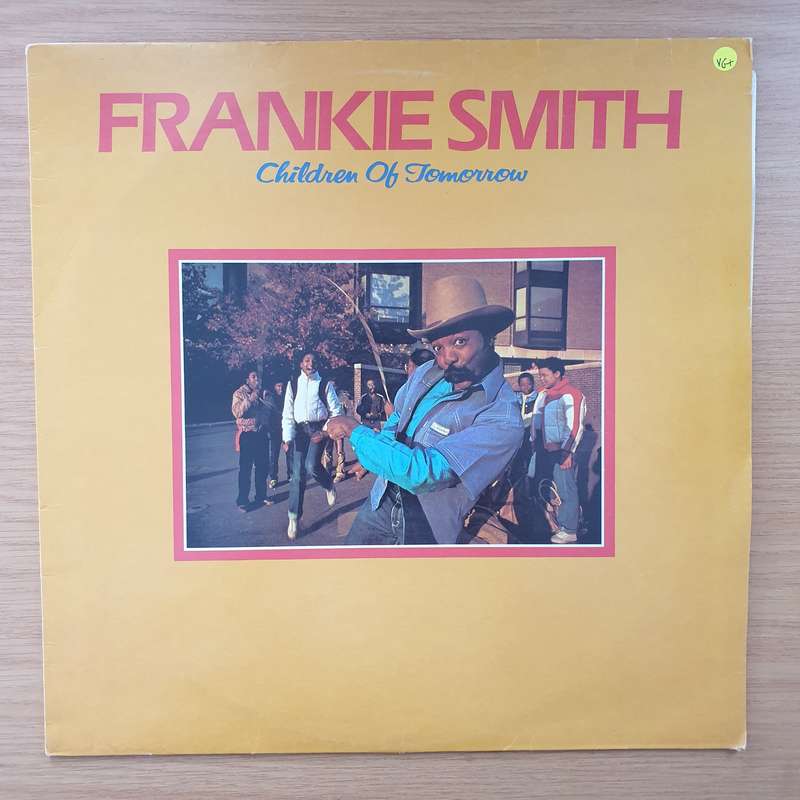 VG+
FRANKIE SMITH
Children Of Tomorrow